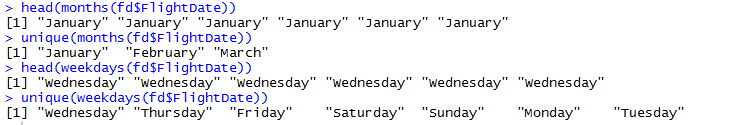 > head(months(fd$FlightDate))
[1] "January" "January" "January" "January" "January" "January"
> unique(months(fd$FlightDate))
[1] "January"  "February" "March"
> head(weekdays(fd$FlightDate))
[1] "Wednesday" "Wednesday" "Wednesday" "Wednesday" "Wednesday" "Wednesday"
> unique(weekdays(fd$FlightDate))
[1] "Wednesday" "Thursday"  "Friday"    "Saturday"  "Sunday"    "Monday"    "Tuesday"